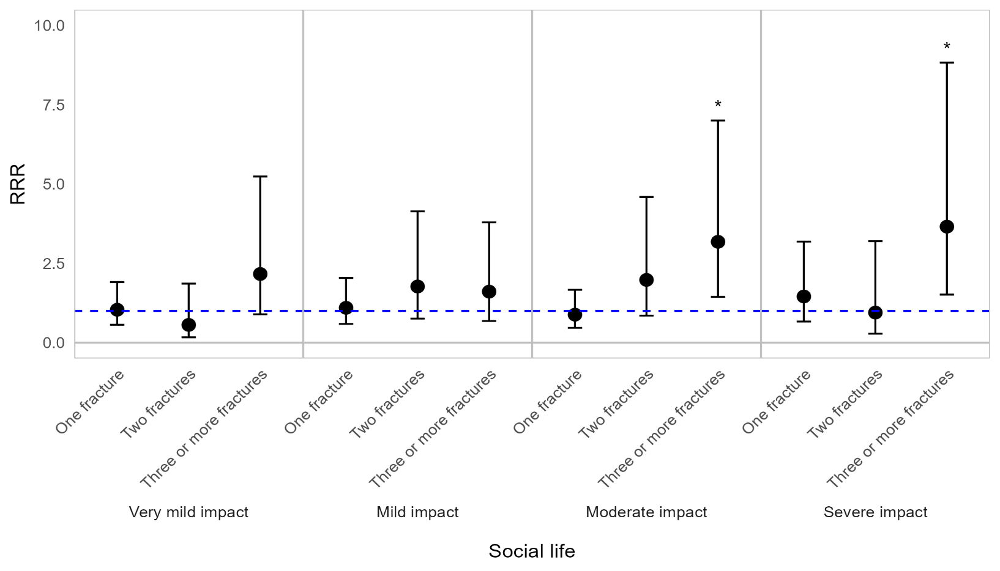 10.0
7.5
5.0
2.5
0.0
RRR
*
*
One fracture
Two fractures
Three or more fractures
One fracture
Two fractures
Three or more fractures
One fracture
Two fractures
Three or more fractures
One fracture
Two fractures
Three or more fractures
Very mild impact
Mild impact
Moderate impact
Severe impact
Social life